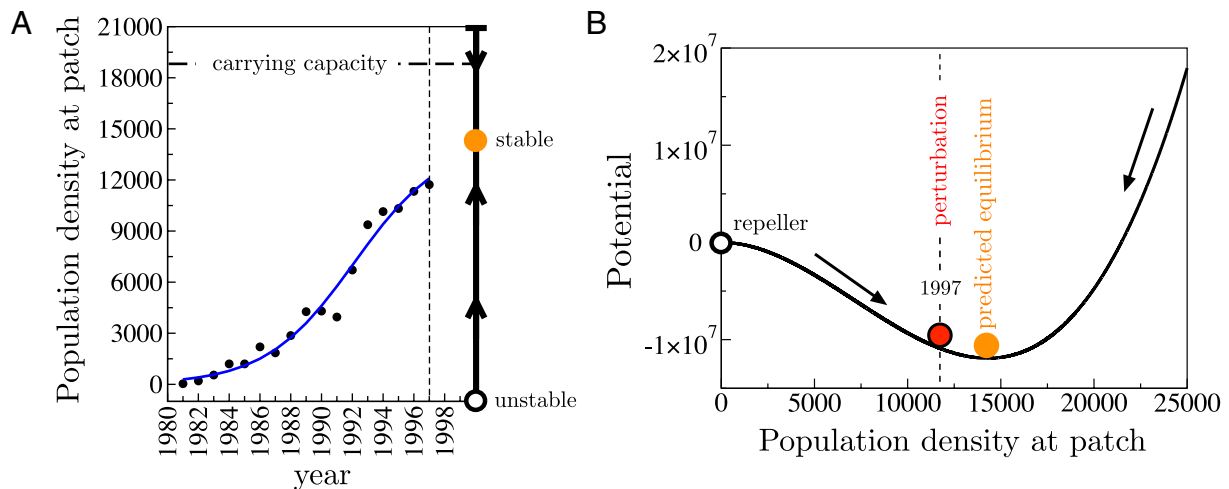 A
Population density at patch
21000
18000
15000
12000
9000
6000
3000
0
carrying capacity
stable
unstable
1980
1982
1984
1986
1988
1990
1992
1994
1996
1998
year
B
Potential
2×10⁷
1×10⁷
0
-1×10⁷
repeller
perturbation
predicted equilibrium
1997
0
5000
10000
15000
20000
25000
Population density at patch